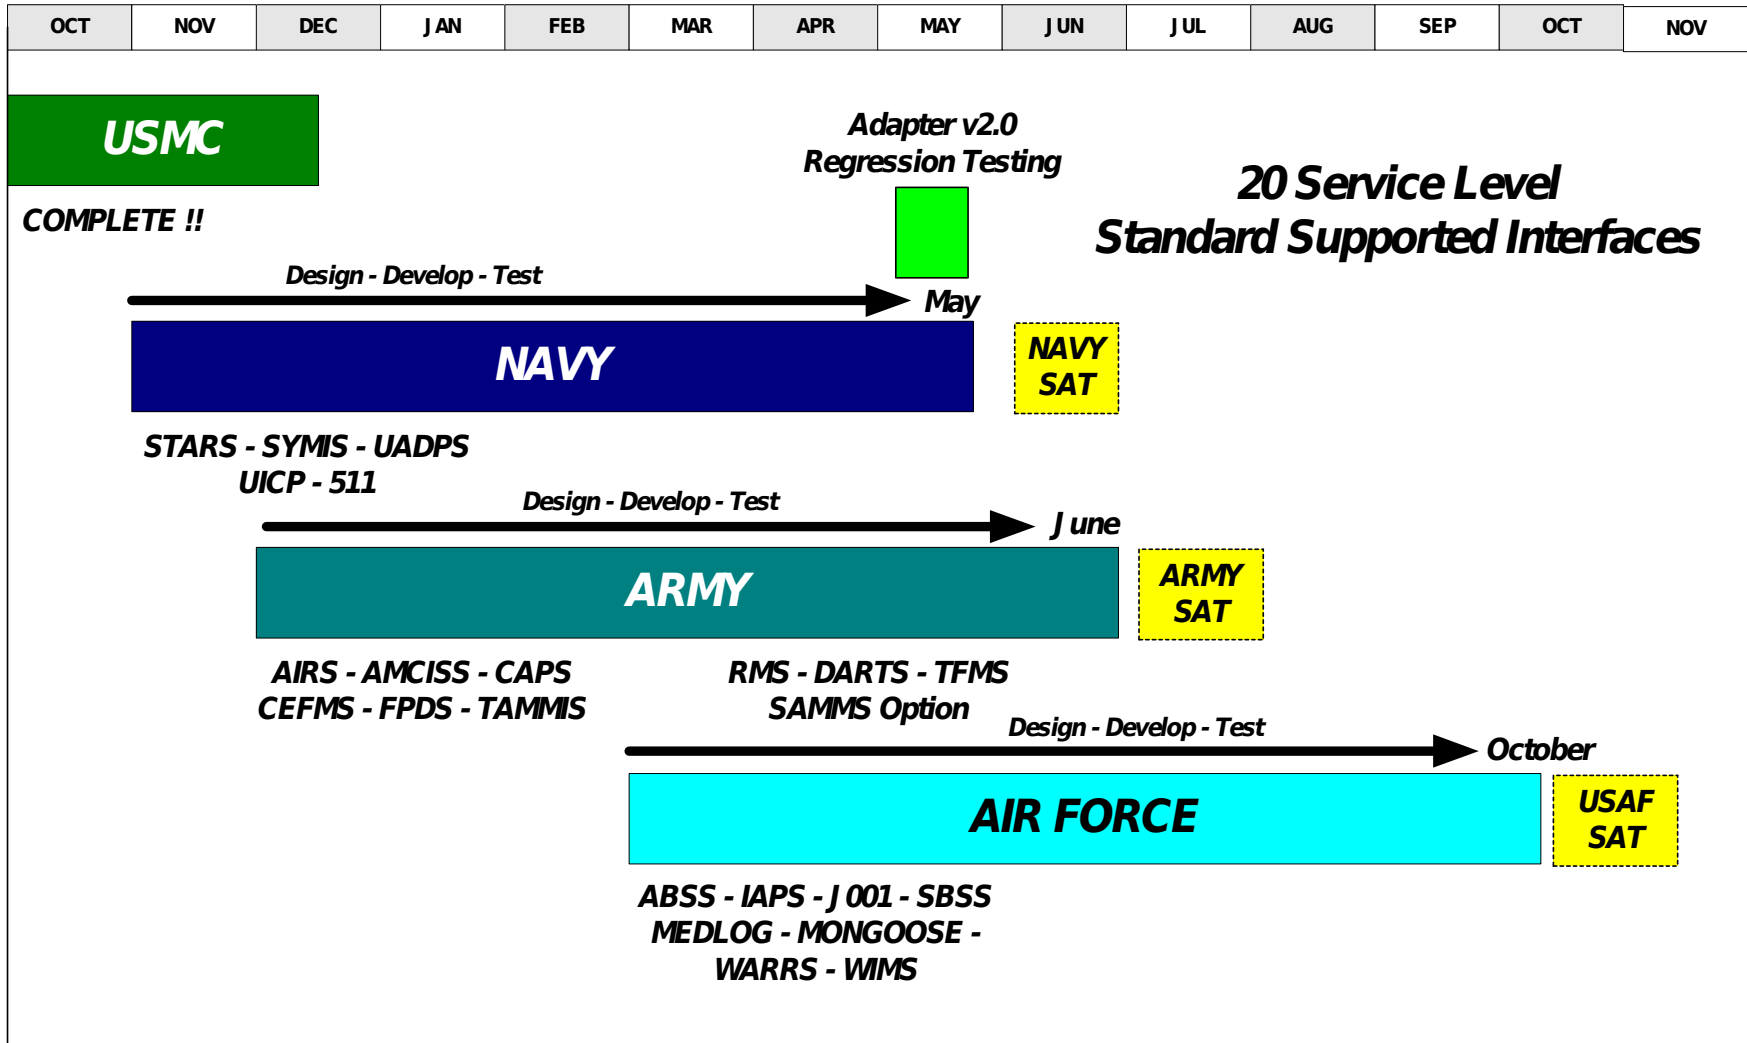 OCT NOV DEC JAN FEB MAR APR MAY JUN JUL AUG SEP OCT NOV
USMC
COMPLETE !!
Adapter v2.0
Regression Testing
20 Service Level
Standard Supported Interfaces
Design - Develop - Test
May
NAVY
NAVY
SAT
STARS - SYMIS - UADPS
UICP - 511
Design - Develop - Test
June
ARMY
ARMY
SAT
AIRS - AMCISS - CAPS
CEFMS - FPDS - TAMMIS
RMS - DARTS - TFMS
SAMMS Option
Design - Develop - Test
October
AIR FORCE
USAF
SAT
ABSS - IAPS - J001 - SBSS
MEDLOG - MONGOOSE -
WARRS - WIMS